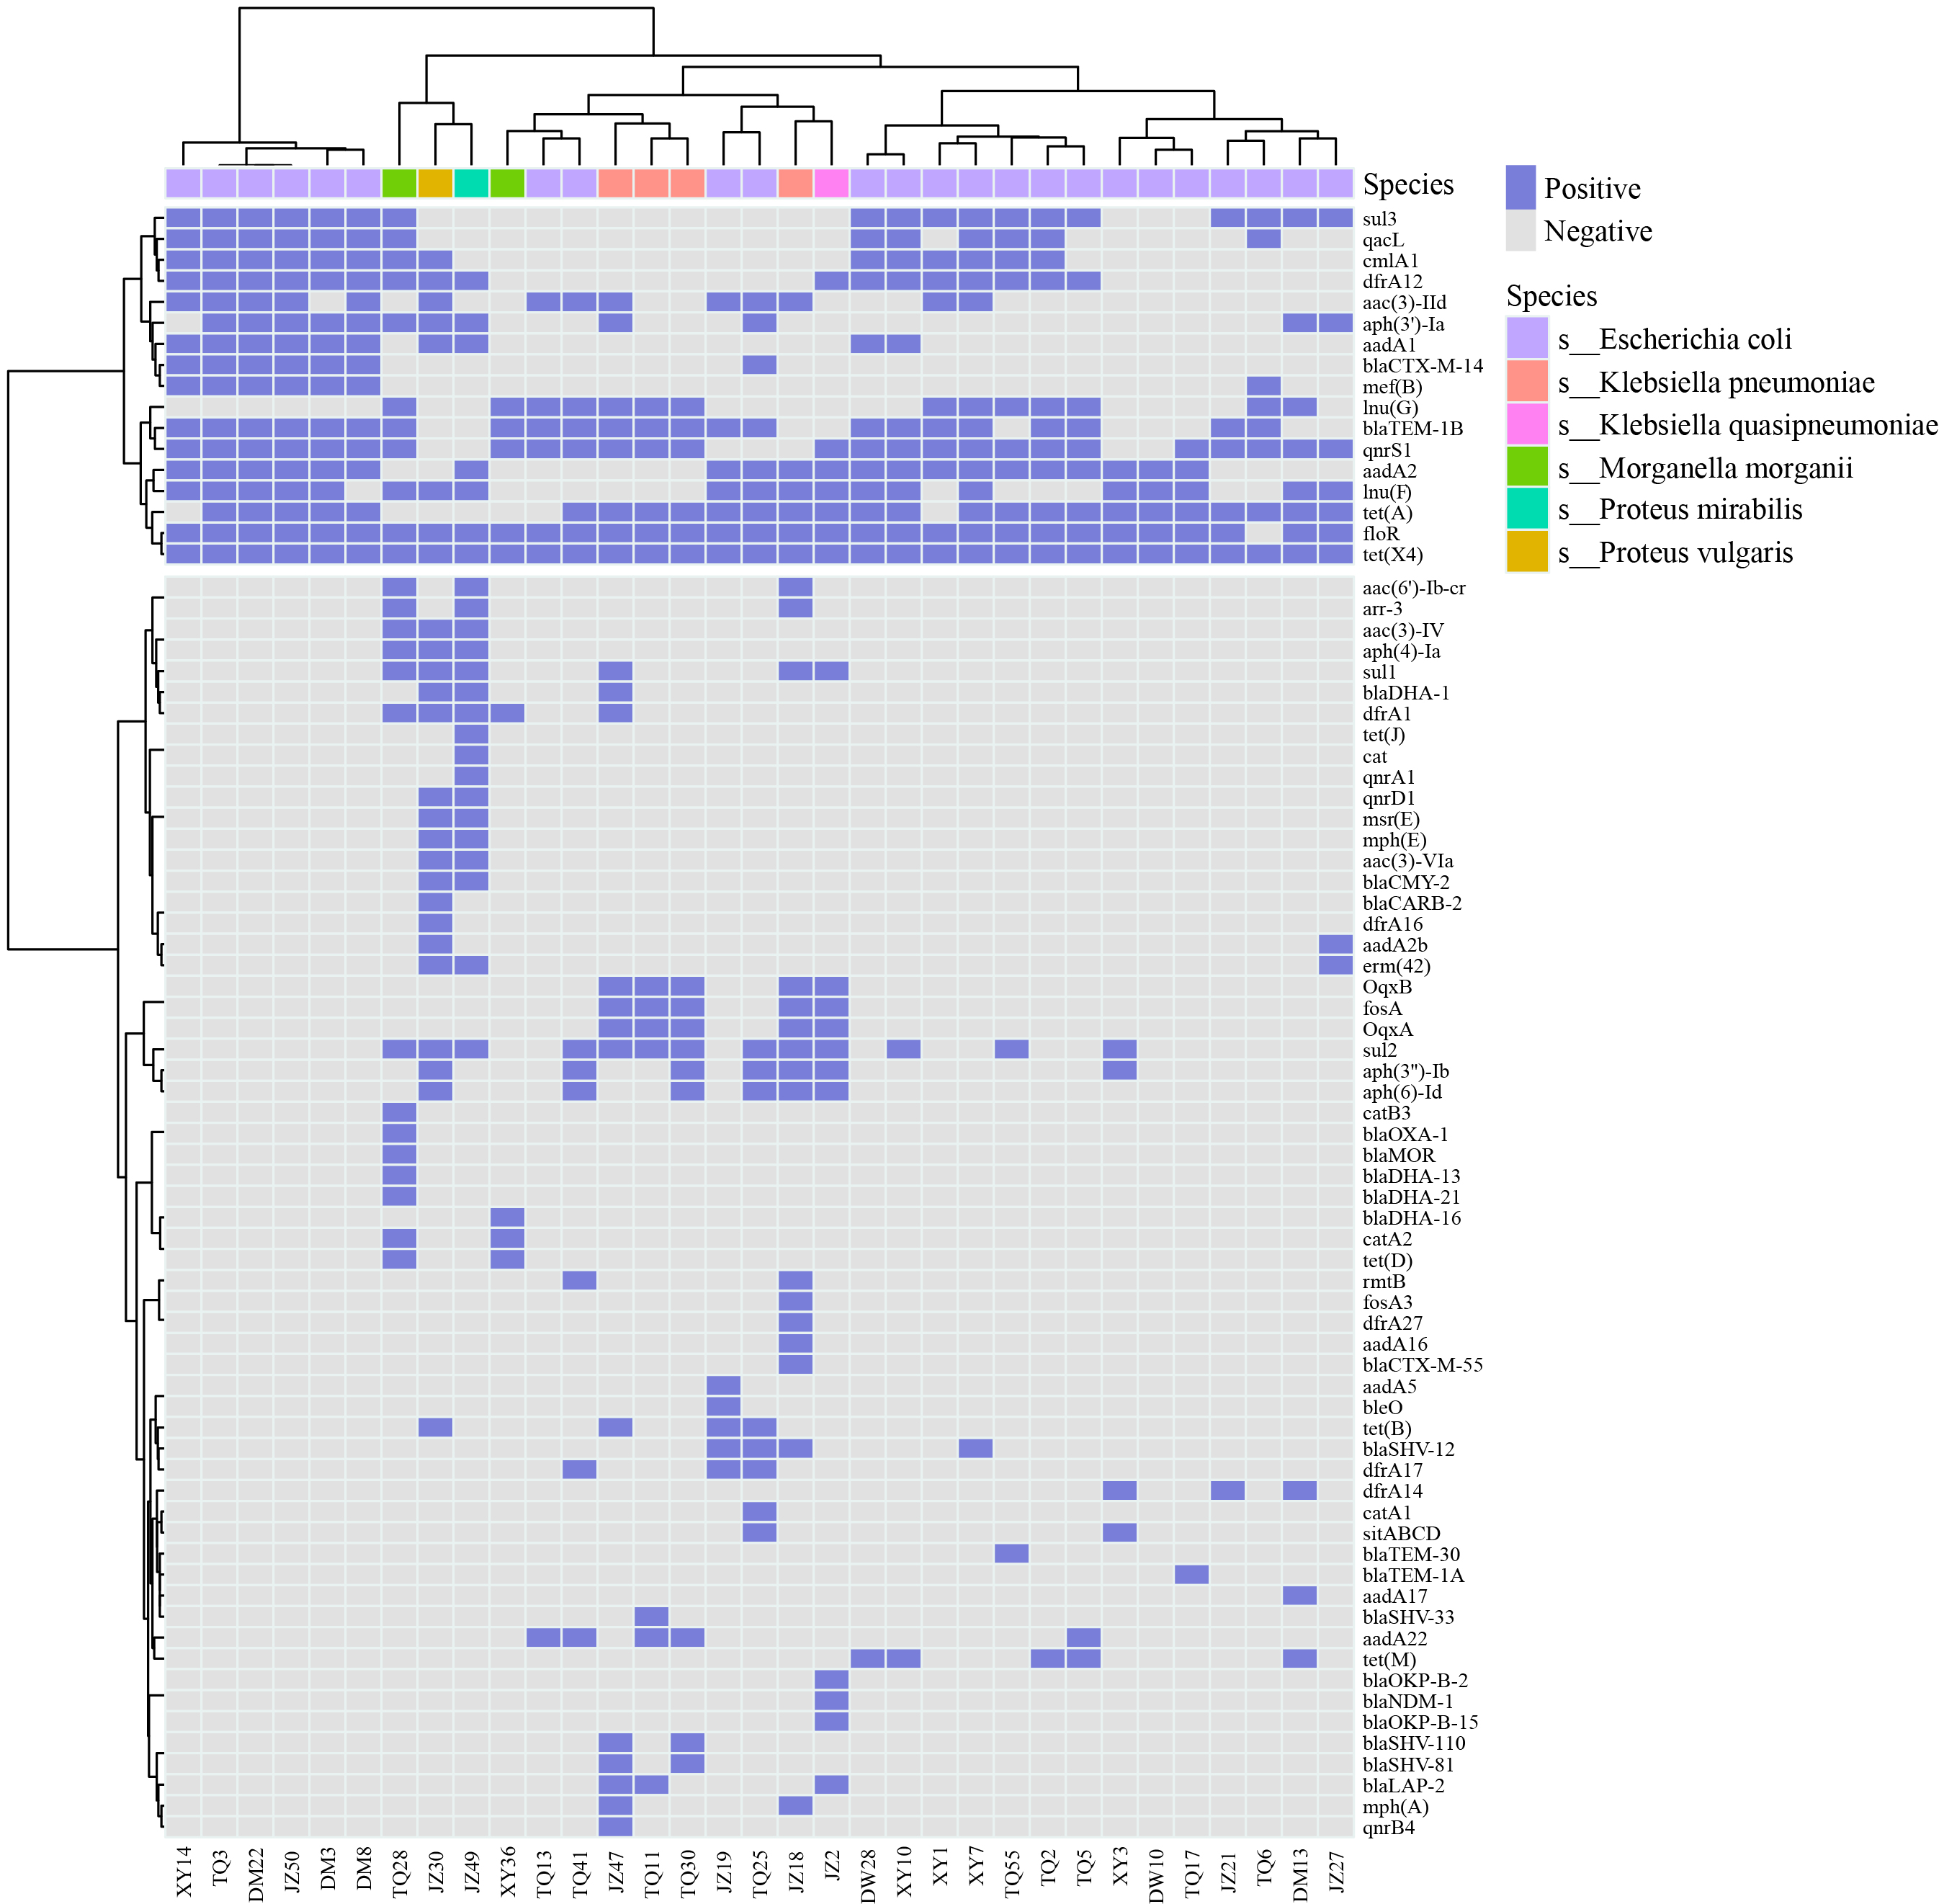 Species
sul3
qacL
cmlA1
dfrA12
aac(3)-IId
aph(3')-Ia
aadA1
blaCTX-M-14
mef(B)
lnu(G)
blaTEM-1B
qnrS1
aadA2
lnu(F)
tet(A)
floR
tet(X4)
aac(6')-Ib-cr
arr-3
aac(3)-IV
aph(4)-Ia
sul1
blaDHA-1
dfrA1
tet(J)
cat
qnrA1
qnrD1
msr(E)
mph(E)
aac(3)-VIa
blaCMY-2
blaCARB-2
dfrA16
aadA2b
erm(42)
OqxB
fosA
OqxA
sul2
aph(3'')-Ib
aph(6)-Id
catB3
blaOXA-1
blaMOR
blaDHA-13
blaDHA-21
blaDHA-16
catA2
tet(D)
rmtB
fosA3
dfrA27
aadA16
blaCTX-M-55
aadA5
bleO
tet(B)
blaSHV-12
dfrA17
dfrA14
catA1
sitABCD
blaTEM-30
blaTEM-1A
aadA17
blaSHV-33
aadA22
tet(M)
blaOKP-B-2
blaNDM-1
blaOKP-B-15
blaSHV-110
blaSHV-81
blaLAP-2
mph(A)
qnrB4
XY14
TQ3
DM22
JZ50
DM3
DM8
TQ28
JZ30
JZ49
XY36
TQ13
TQ41
JZ47
TQ11
TQ30
JZ19
TQ25
JZ18
JZ2
DW28
XY10
XY1
XY7
TQ55
TQ2
TQ5
XY3
DW10
TQ17
JZ21
TQ6
DM13
JZ27
Positive
Negative
Species
s__Escherichia coli
s__Klebsiella pneumoniae
s__Klebsiella quasipneumoniae
s__Morganella morganii
s__Proteus mirabilis
s__Proteus vulgaris